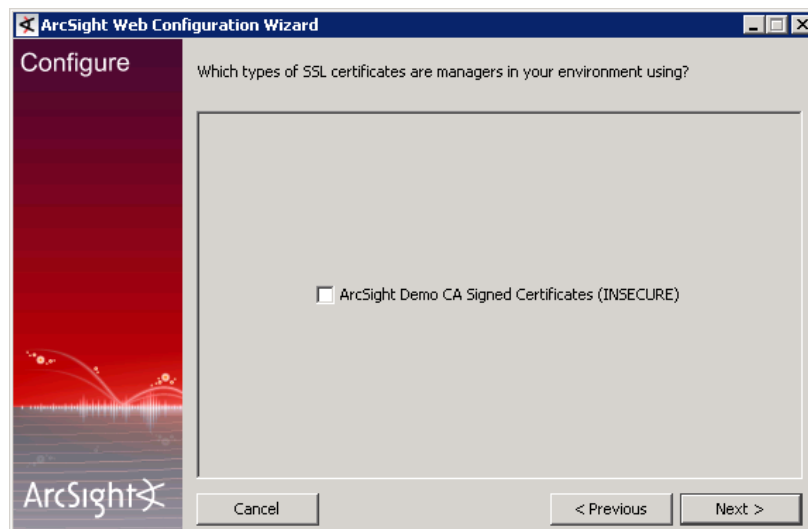 ArcSight Web Configuration Wizard
Configure
Which types of SSL certificates are managers in your environment using?
ArcSight Demo CA Signed Certificates (INSECURE)
ArcSight
Cancel
< Previous
Next >